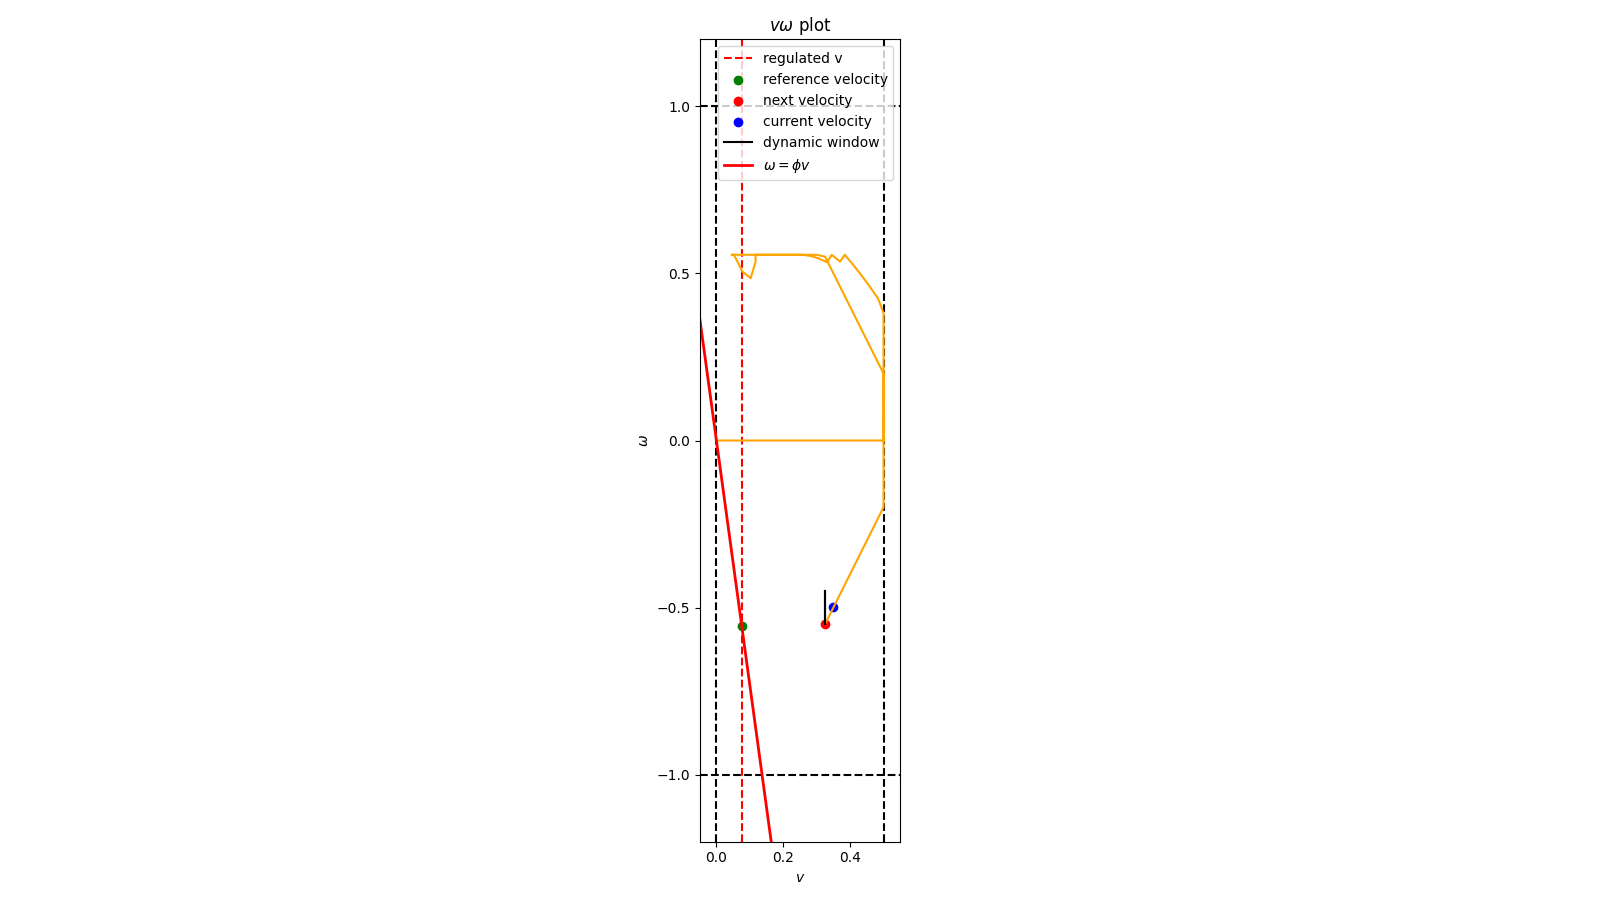 vω plot
regulated v
reference velocity
next velocity
current velocity
dynamic window
ω = ϕv
1.0
0.5
0.0
−0.5
−1.0
ω
0.0 0.2 0.4
v